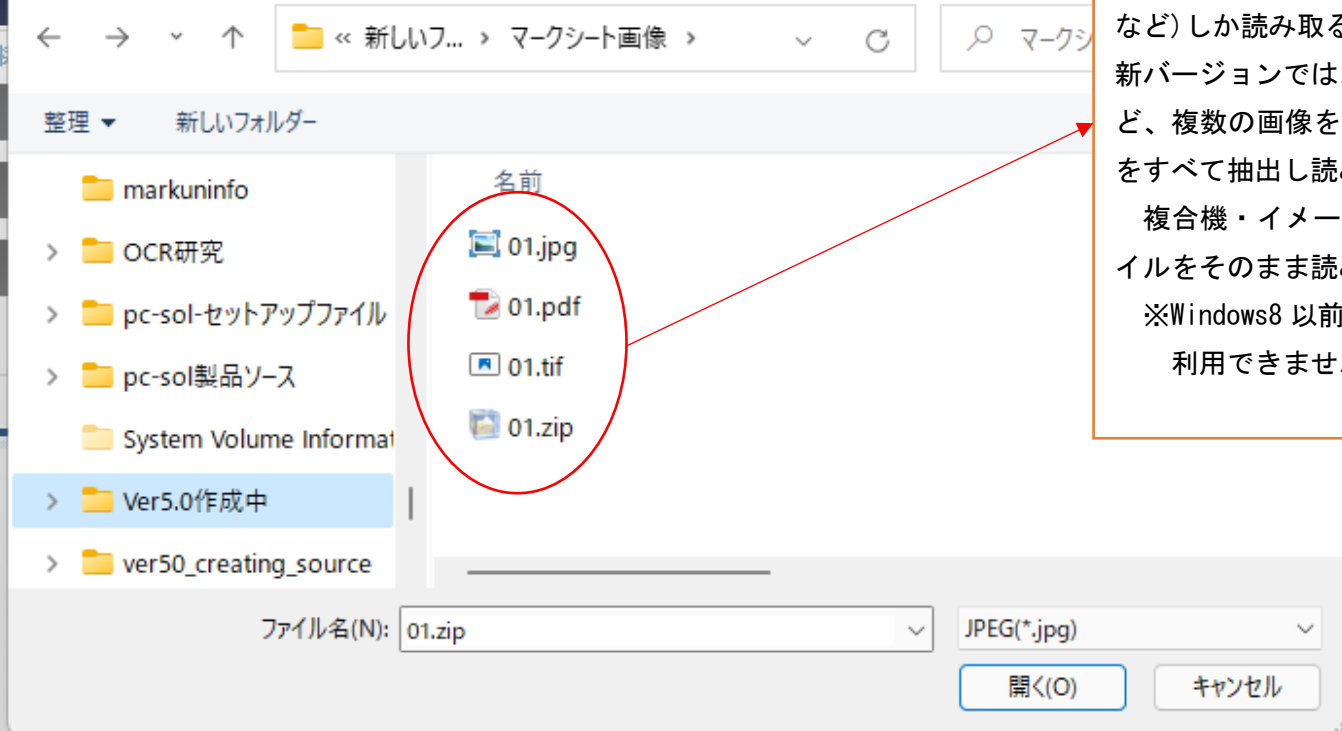 « 新しいフ... › マークシート画像 ›
マークシ
整理 新しいフォルダー
markuninfo
OCR研究
pc-sol-セットアップファイル
pc-sol製品ソース
System Volume Informat
Ver5.0作成中
ver50_creating_source
名前
01.jpg
01.pdf
01.tif
01.zip
など)しか読み取る
新バージョンでは
ど、複数の画像を
をすべて抽出し読
複合機・イメー
イルをそのまま読
※Windows8 以前
利用できませ
ファイル名(N): 01.zip JPEG(*.jpg)
開く(O) キャンセル